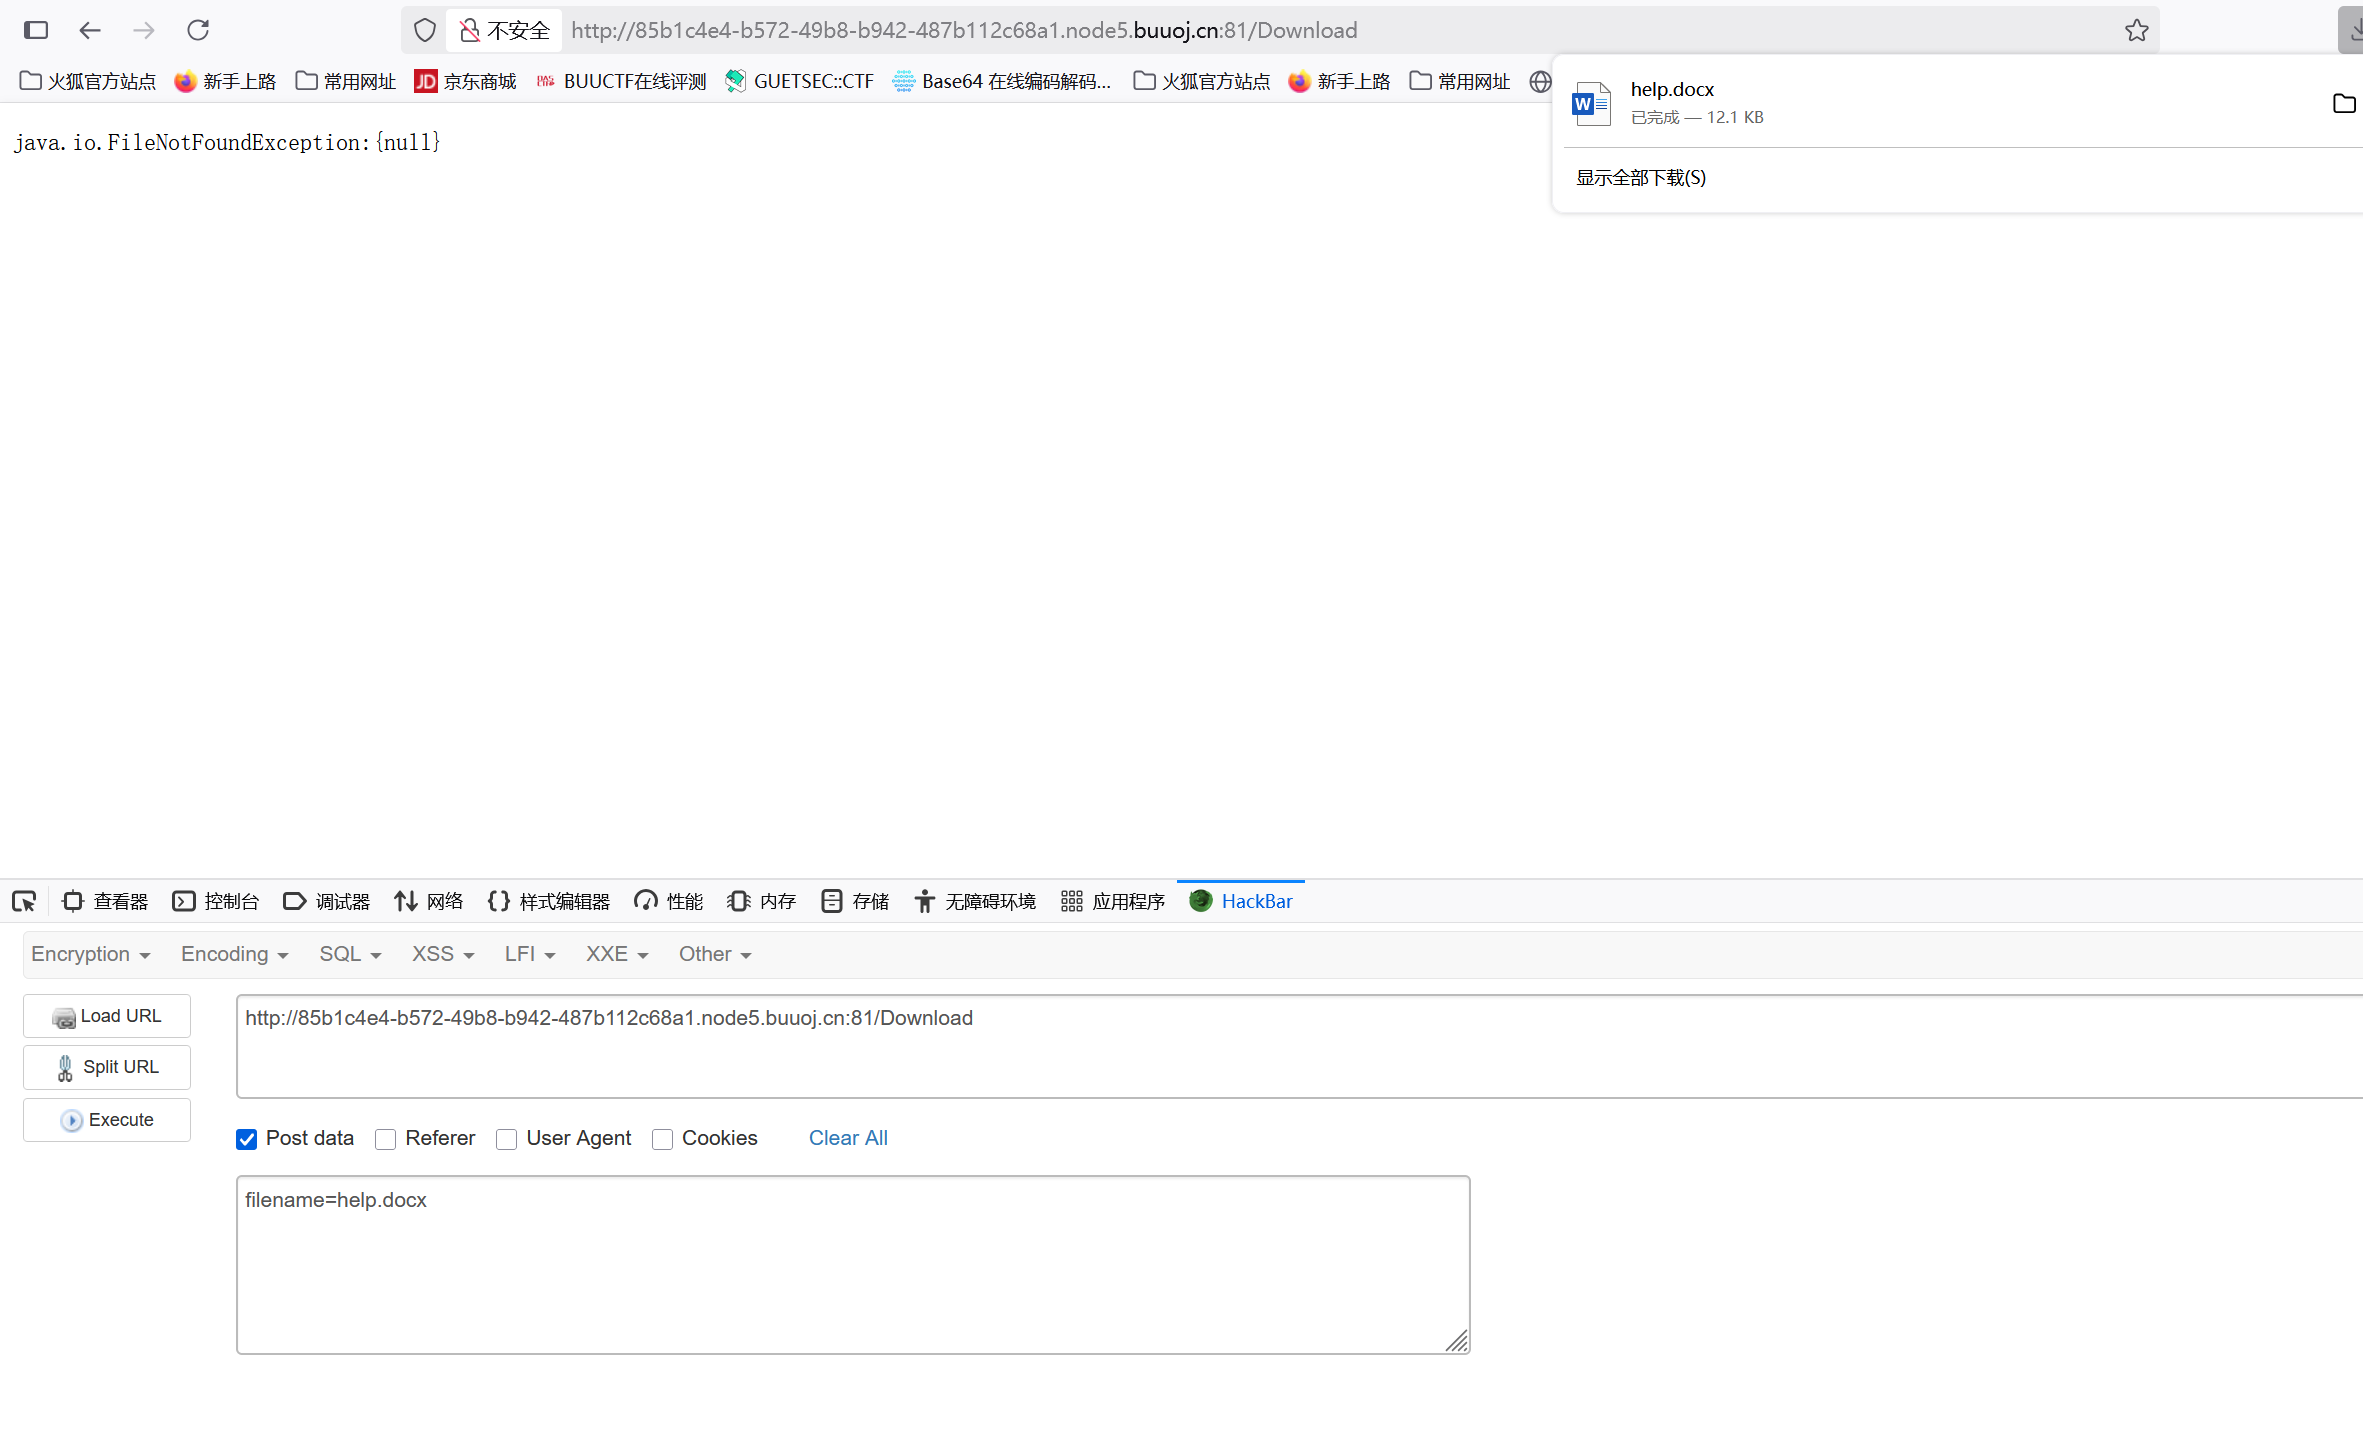 不安全 http://85b1c4e4-b572-49b8-b942-487b112c68a1.node5.buuoj.cn:81/Download
火狐官方站点 新手上路 常用网址 JD 京东商城 BUUCTF在线评测 GUETSEC::CTF Base64 在线编码解码... 火狐官方站点 新手上路 常用网址
W help.docx
已完成 — 12.1 KB
显示全部下载(S)
java.io.FileNotFoundException:{null}
查看器 控制台 调试器 网络 样式编辑器 性能 内存 存储 无障碍环境 应用程序 HackBar
Encryption Encoding SQL XSS LFI XXE Other
Load URL
http://85b1c4e4-b572-49b8-b942-487b112c68a1.node5.buuoj.cn:81/Download
Split URL
Execute
Post data Referer User Agent Cookies Clear All
filename=help.docx